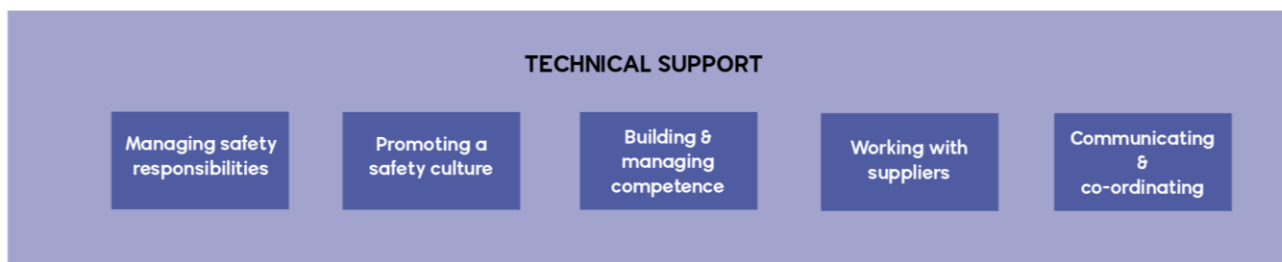 TECHNICAL SUPPORT
Managing safety
responsibilities
Promoting a
safety culture
Building &
managing
competence
Working with
suppliers
Communicating
&
co-ordinating